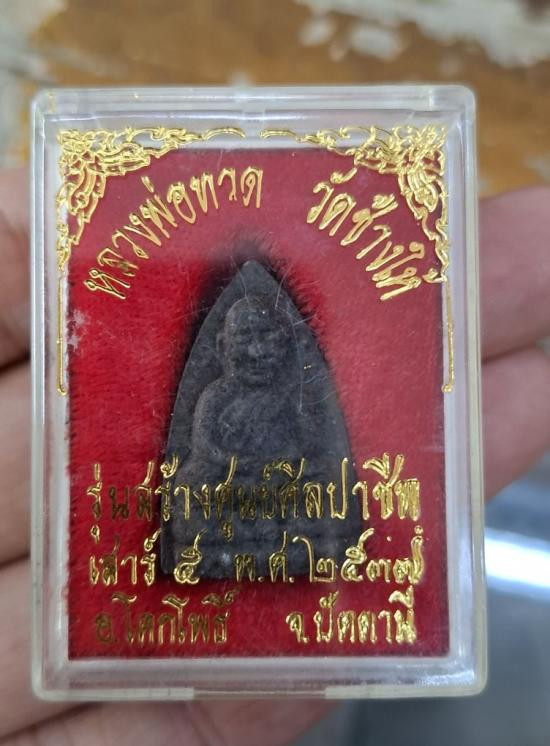 หลวงพ่อทวด วัดช้างให้
รุ่นสร้างศูนย์ศิลปาชีพ
เสาร์ ๕ พ.ศ. ๒๕๓๗
อ.โคกโพธิ์ จ.ปัตตานี